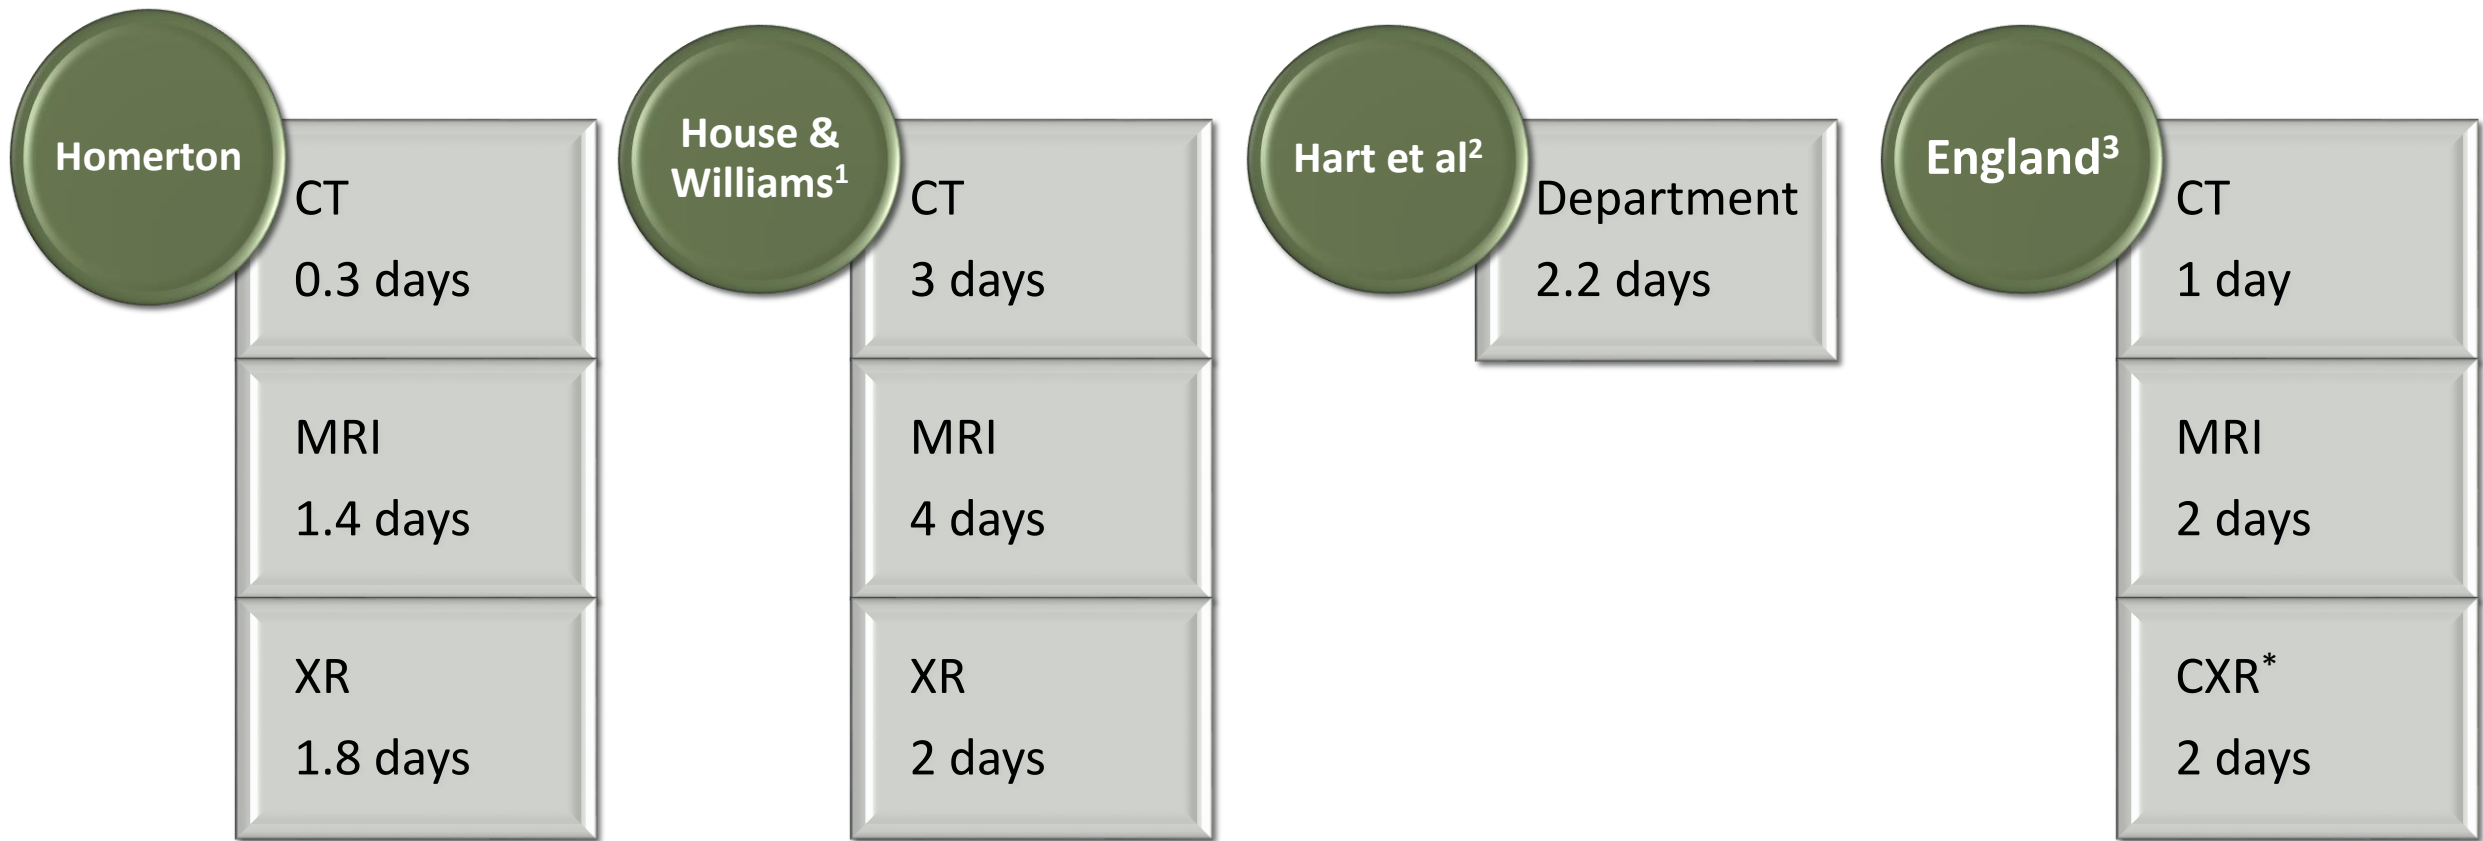 Homerton
CT
0.3 days
MRI
1.4 days
XR
1.8 days
House &
Williams¹
CT
3 days
MRI
4 days
XR
2 days
Hart et al²
Department
2.2 days
England³
CT
1 day
MRI
2 days
CXR*
2 days